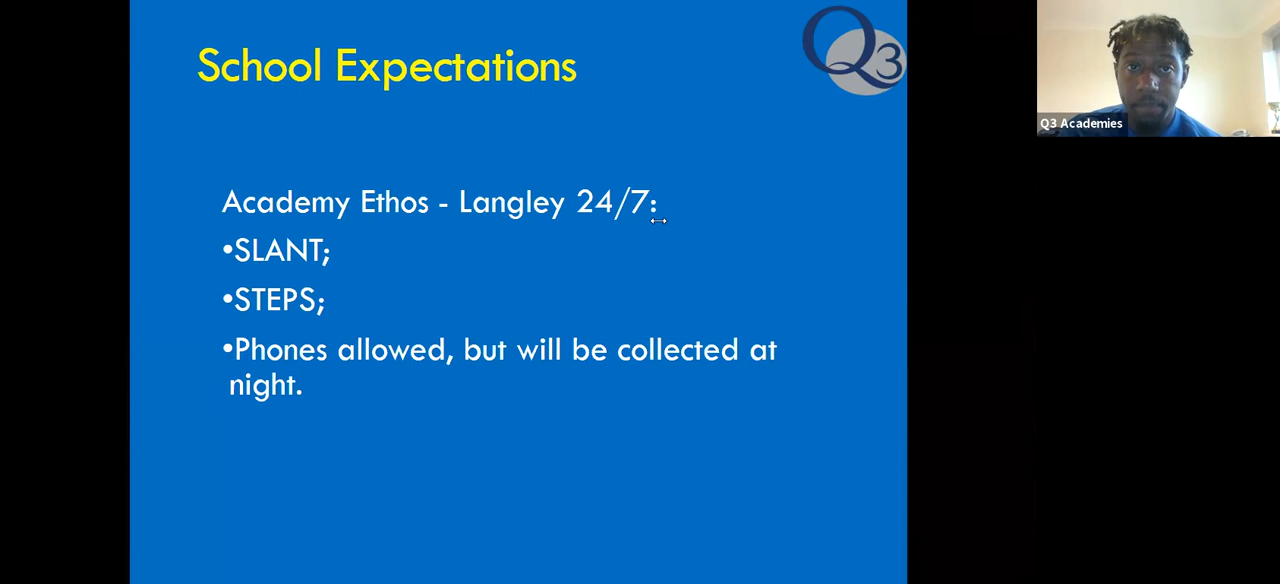 School Expectations
Q3
Academy Ethos - Langley 24/7:
•SLANT;
•STEPS;
•Phones allowed, but will be collected at
night.
Q3 Academies